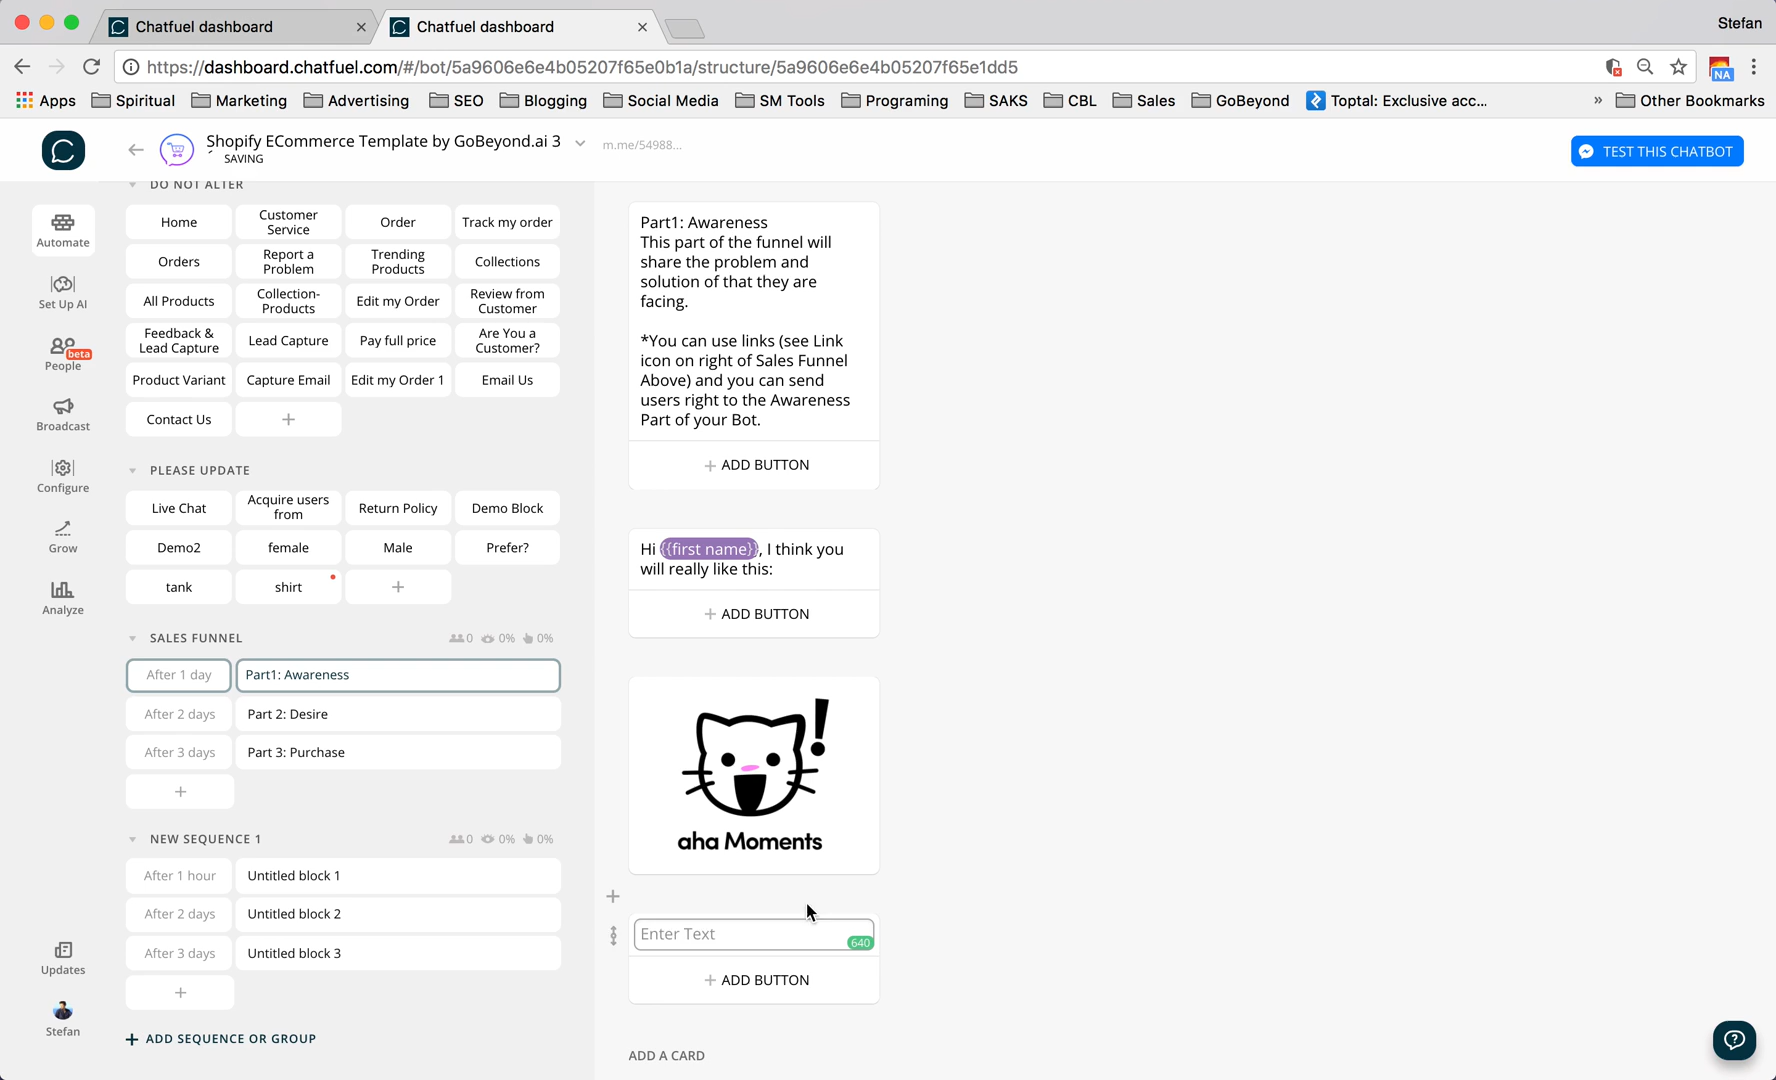 Chatfuel dashboard
Chatfuel dashboard
Stefan
https://dashboard.chatfuel.com/#/bot/5a9606e6e4b05207f65e0b1a/structure/5a9606e6e4b05207f65e1dd5
NA
Apps
Spiritual
Marketing
Advertising
SEO
Blogging
Social Media
SM Tools
Programing
SAKS
CBL
Sales
GoBeyond
Toptal: Exclusive acc...
»
Other Bookmarks
Shopify ECommerce Template by GoBeyond.ai 3
SAVING
m.me/54988...
TEST THIS CHATBOT
Automate
Set Up AI
beta
People
Broadcast
Configure
Grow
Analyze
Updates
Stefan
DO NOT ALTER
Home
Customer
Service
Order
Track my order
Orders
Report a
Problem
Trending
Products
Collections
All Products
Collection-
Products
Edit my Order
Review from
Customer
Feedback &
Lead Capture
Lead Capture
Pay full price
Are You a
Customer?
Product Variant
Capture Email
Edit my Order 1
Email Us
Contact Us
+
PLEASE UPDATE
Live Chat
Acquire users
from
Return Policy
Demo Block
Demo2
female
Male
Prefer?
tank
shirt
+
SALES FUNNEL
0
0%
0%
After 1 day
Part1: Awareness
After 2 days
Part 2: Desire
After 3 days
Part 3: Purchase
+
NEW SEQUENCE 1
0
0%
0%
After 1 hour
Untitled block 1
After 2 days
Untitled block 2
After 3 days
Untitled block 3
+
+ ADD SEQUENCE OR GROUP
Part1: Awareness
This part of the funnel will
share the problem and
solution of that they are
facing.
*You can use links (see Link
icon on right of Sales Funnel
Above) and you can send
users right to the Awareness
Part of your Bot.
+ ADD BUTTON
Hi {{first name}}, I think you
will really like this:
+ ADD BUTTON
aha Moments
+
Enter Text
640
+ ADD BUTTON
ADD A CARD